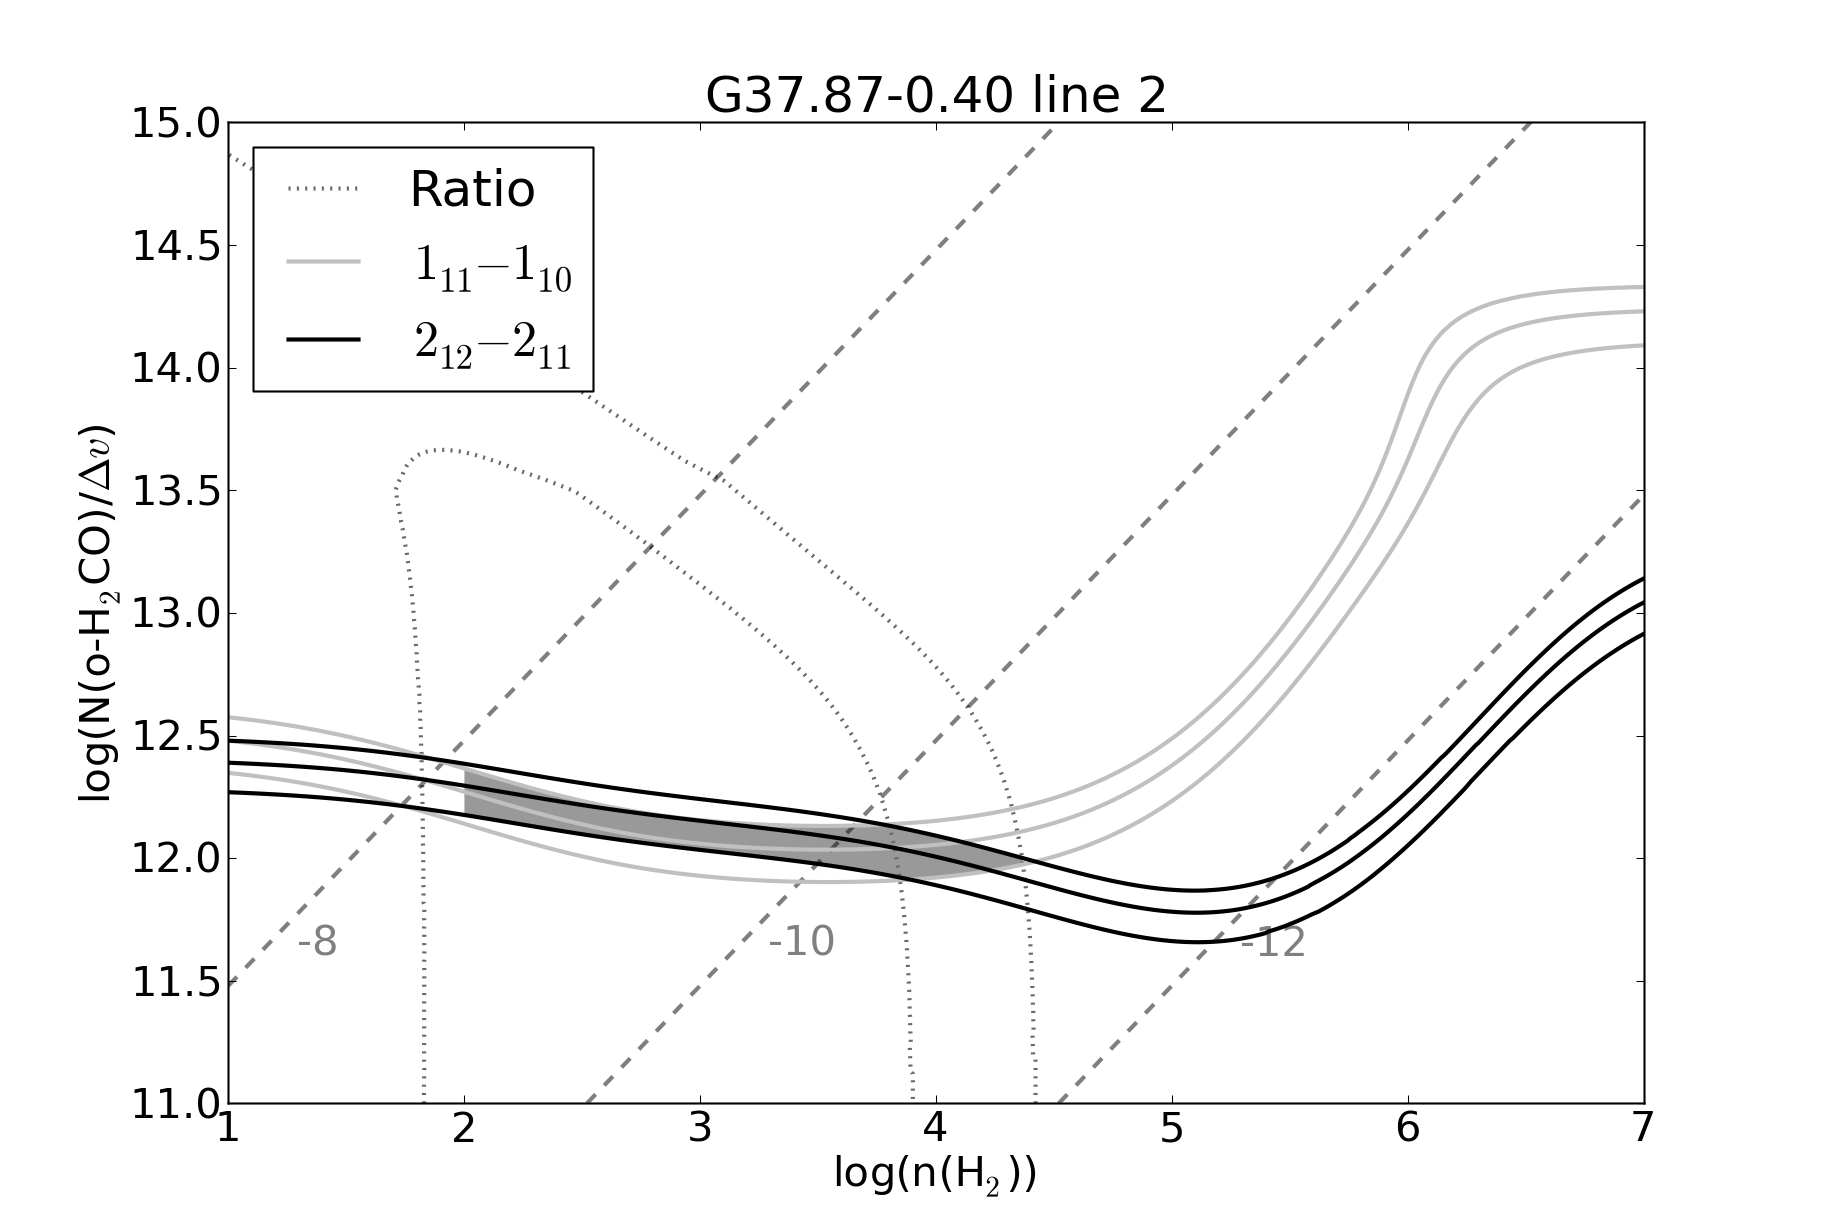 G37.87-0.40 line 2
15.0
14.5
14.0
13.5
13.0
12.5
12.0
11.5
11.0
log(N(o-H₂CO)/Δv)
Ratio
1₁₁−1₁₀
2₁₂−2₁₁
-8
-10
-12
1 2 3 4 5 6 7
log(n(H₂))